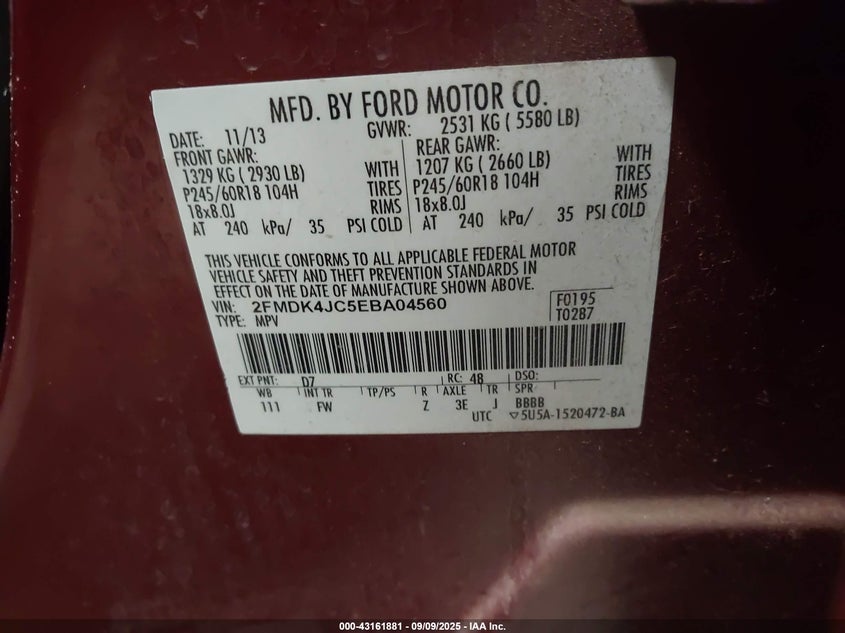 MFD. BY FORD MOTOR CO.
DATE: 11/13 GVWR: 2531 KG ( 5580 LB)
FRONT GAWR: REAR GAWR:
1329 KG ( 2930 LB) WITH 1207 KG ( 2660 LB) WITH
P245/60R18 104H TIRES P245/60R18 104H TIRES
18x8.0J RIMS 18x8.0J RIMS
AT 240 kPa/ 35 PSI COLD AT 240 kPa/ 35 PSI COLD
THIS VEHICLE CONFORMS TO ALL APPLICABLE FEDERAL MOTOR
VEHICLE SAFETY AND THEFT PREVENTION STANDARDS IN
EFFECT ON THE DATE OF MANUFACTURE SHOWN ABOVE.
VIN: 2FMDK4JC5EBA04560 F0195
TYPE: MPV T0287
EXT PNT: D7 RC: 48 DSO:
WB INT TR TP/PS R AXLE TR SPR
111 FW Z 3E J BBBB
UTC ▽5U5A-1520472-BA
000-43161881 - 09/09/2025 - IAA Inc.